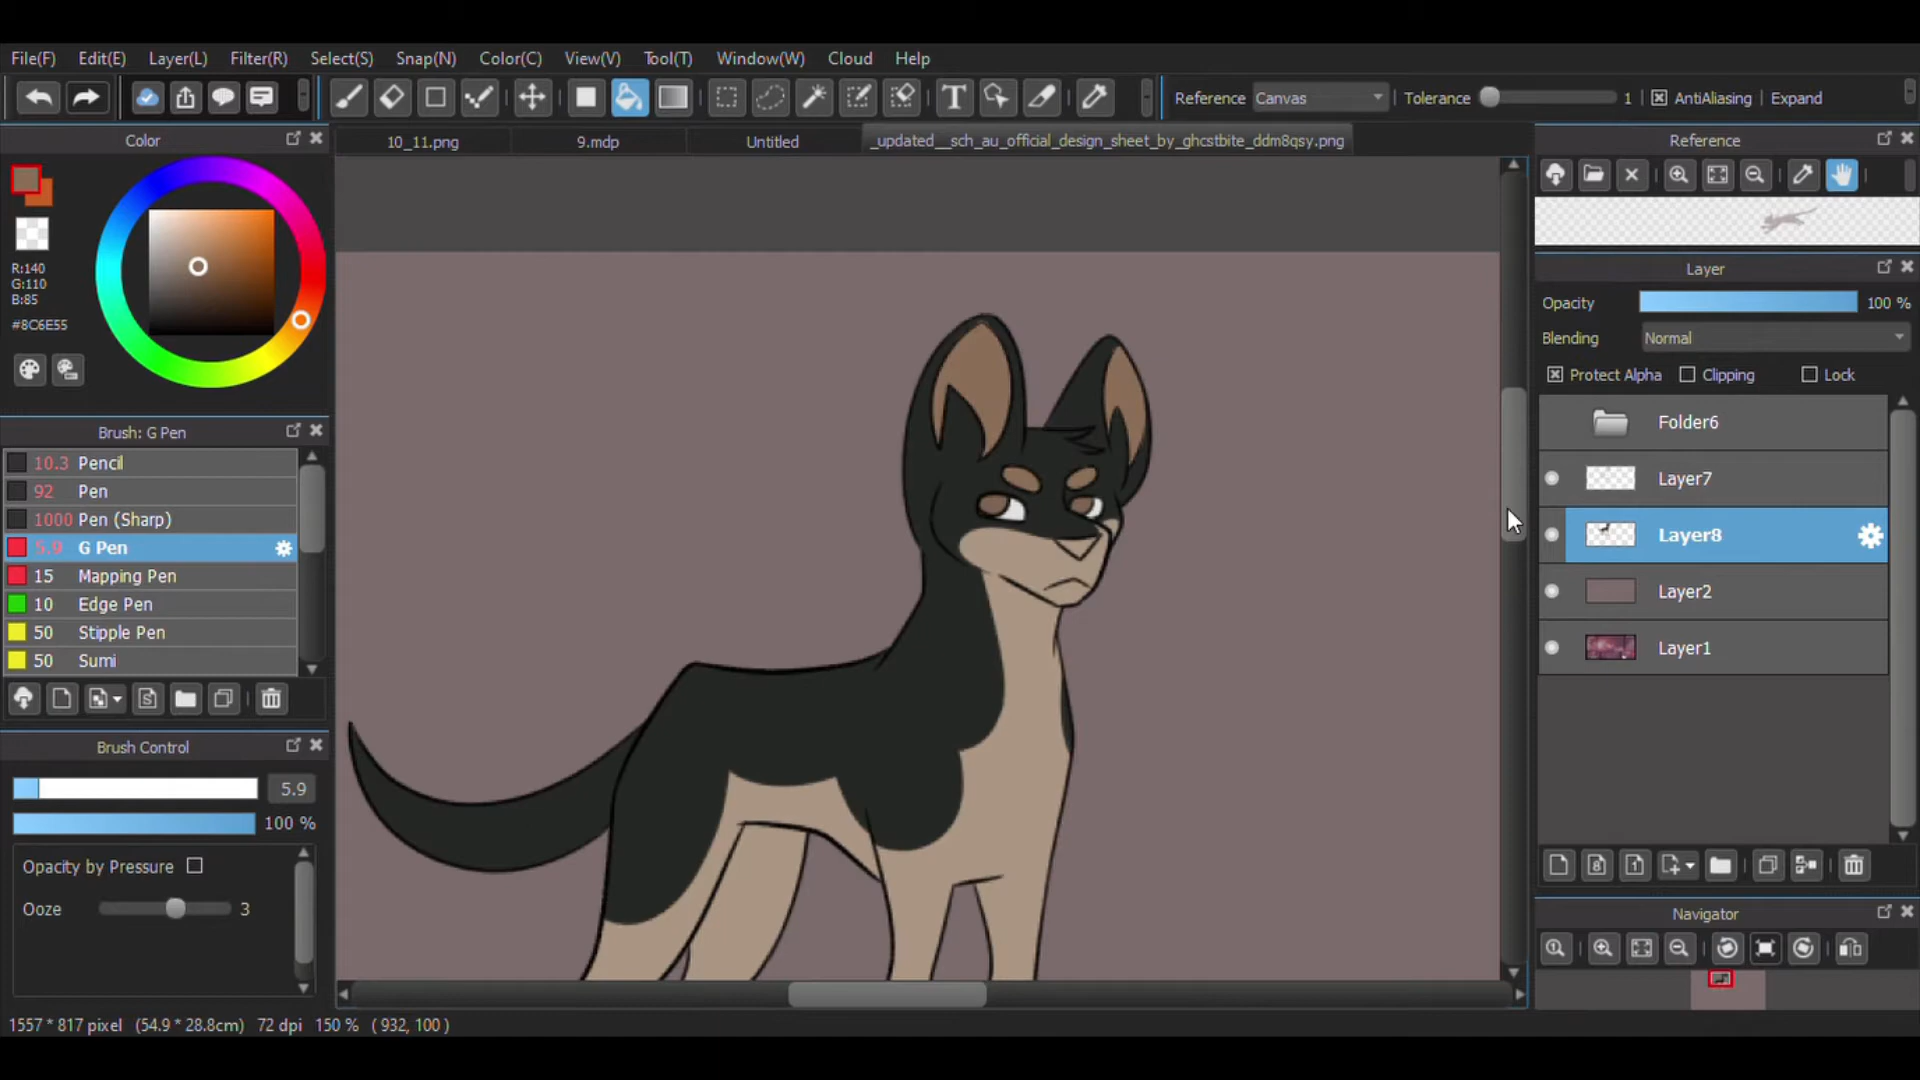 File(F) Edit(E) Layer(L) Filter(R) Select(S) Snap(N) Color(C) View(V) Tool(T) Window(W) Cloud Help
Reference Canvas Tolerance 1 AntiAliasing Expand
Color
10_11.png 9.mdp Untitled _updated__sch_au_official_design_sheet_by_ghcstbite_ddm8qsy.png
Reference
R:140
G:110
B:85
#8C6E55
Layer
Opacity 100 %
Blending Normal
Protect Alpha Clipping Lock
Folder6
Layer7
Layer8
Layer2
Layer1
Brush: G Pen
10.3 Pencil
92 Pen
1000 Pen (Sharp)
5.9 G Pen
15 Mapping Pen
10 Edge Pen
50 Stipple Pen
50 Sumi
Brush Control
5.9
100 %
Opacity by Pressure
Ooze 3
Navigator
1557 * 817 pixel (54.9 * 28.8cm) 72 dpi 150 % ( 932, 100 )